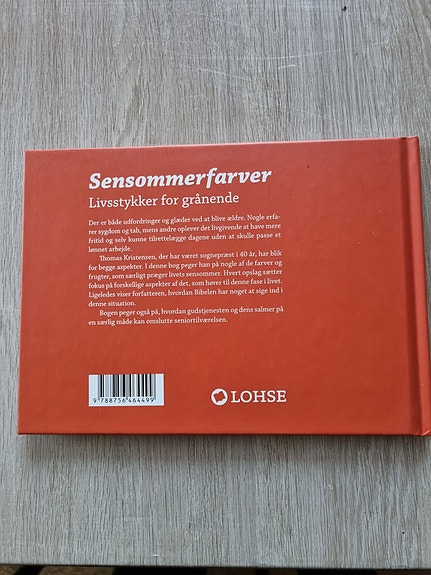 Sensommerfarver
Livsstykker for grånende
Der er både udfordringer og glæder ved at blive ældre. Nogle erfa-
rer sygdom og tab, mens andre oplever det livgivende at have mere
fritid og selv kunne tilrettelægge dagene uden at skulle passe et
lønnet arbejde.
Thomas Kristensen, der har været sognepræst i 40 år, har blik
for begge aspekter. I denne bog peger han på nogle af de farver og
frugter, som særligt præger livets sensommer. Hvert opslag sætter
fokus på forskellige aspekter af det, som hører til denne fase i livet.
Ligeledes viser forfatteren, hvordan Bibelen har noget at sige ind i
denne situation.
Bogen peger også på, hvordan gudstjenesten og dens salmer på
en særlig måde kan omslutte seniortilværelsen.
9 788756 464499
LOHSE